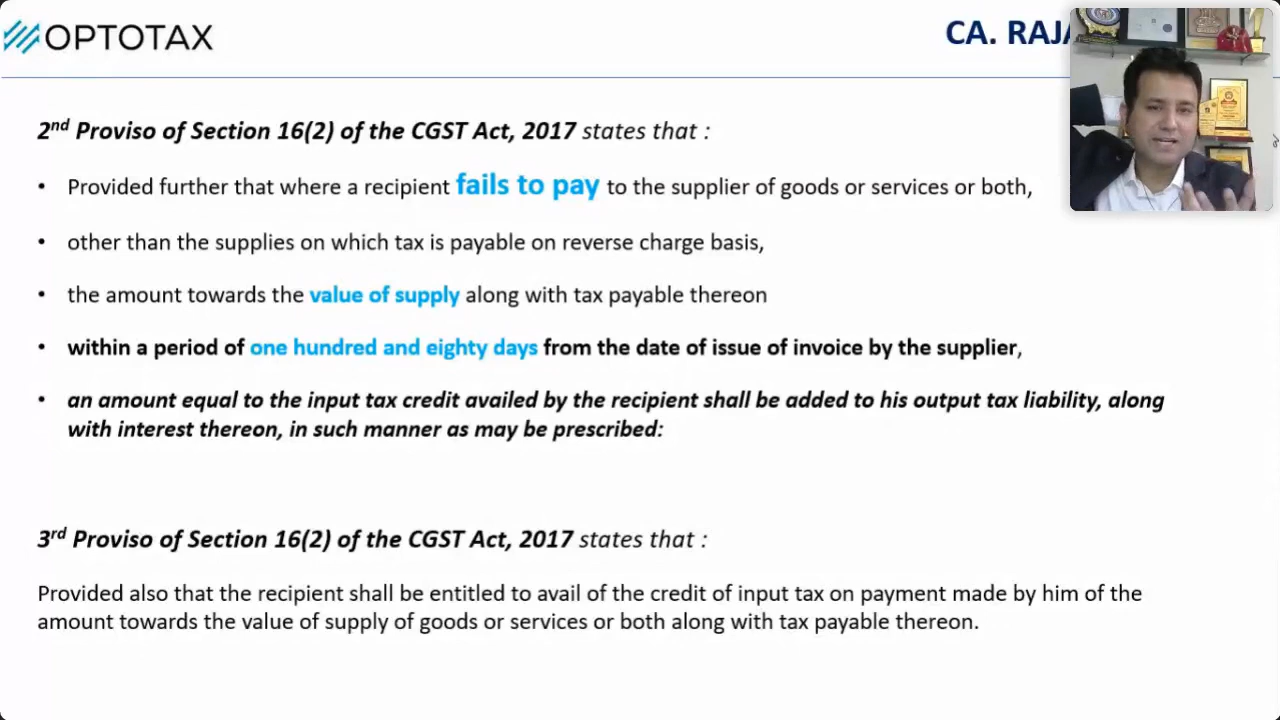 OPTOTAX
CA.
2nd Proviso of Section 16(2) of the CGST Act, 2017 states that :
• Provided further that where a recipient fails to pay to the supplier of goods or services or both,
• other than the supplies on which tax is payable on reverse charge basis,
• the amount towards the value of supply along with tax payable thereon
• within a period of one hundred and eighty days from the date of issue of invoice by the supplier,
• an amount equal to the input tax credit availed by the recipient shall be added to his output tax liability, along
with interest thereon, in such manner as may be prescribed:
3rd Proviso of Section 16(2) of the CGST Act, 2017 states that :
Provided also that the recipient shall be entitled to avail of the credit of input tax on payment made by him of the
amount towards the value of supply of goods or services or both along with tax payable thereon.